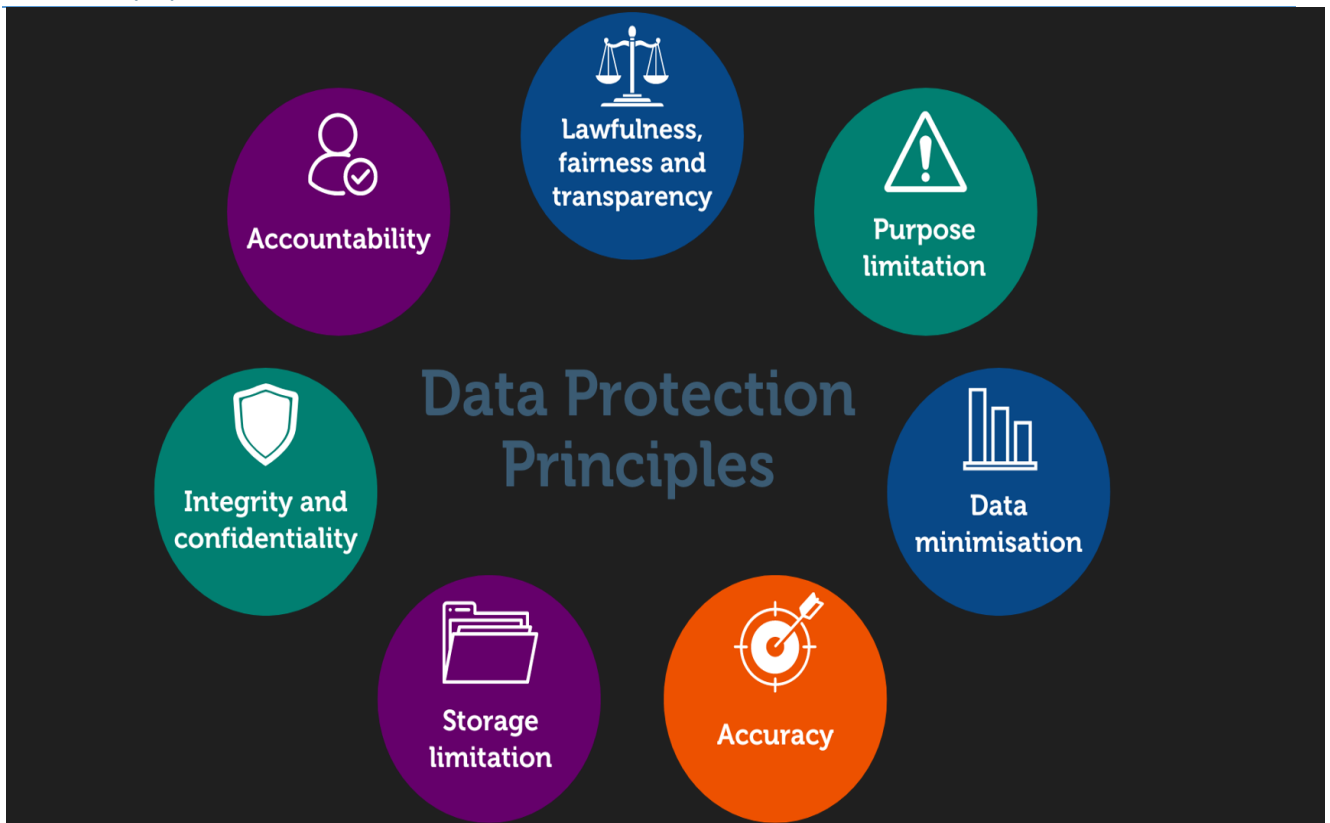 Lawfulness,
fairness and
transparency
Purpose
limitation
Data
minimisation
Accuracy
Storage
limitation
Integrity and
confidentiality
Accountability
Data Protection
Principles